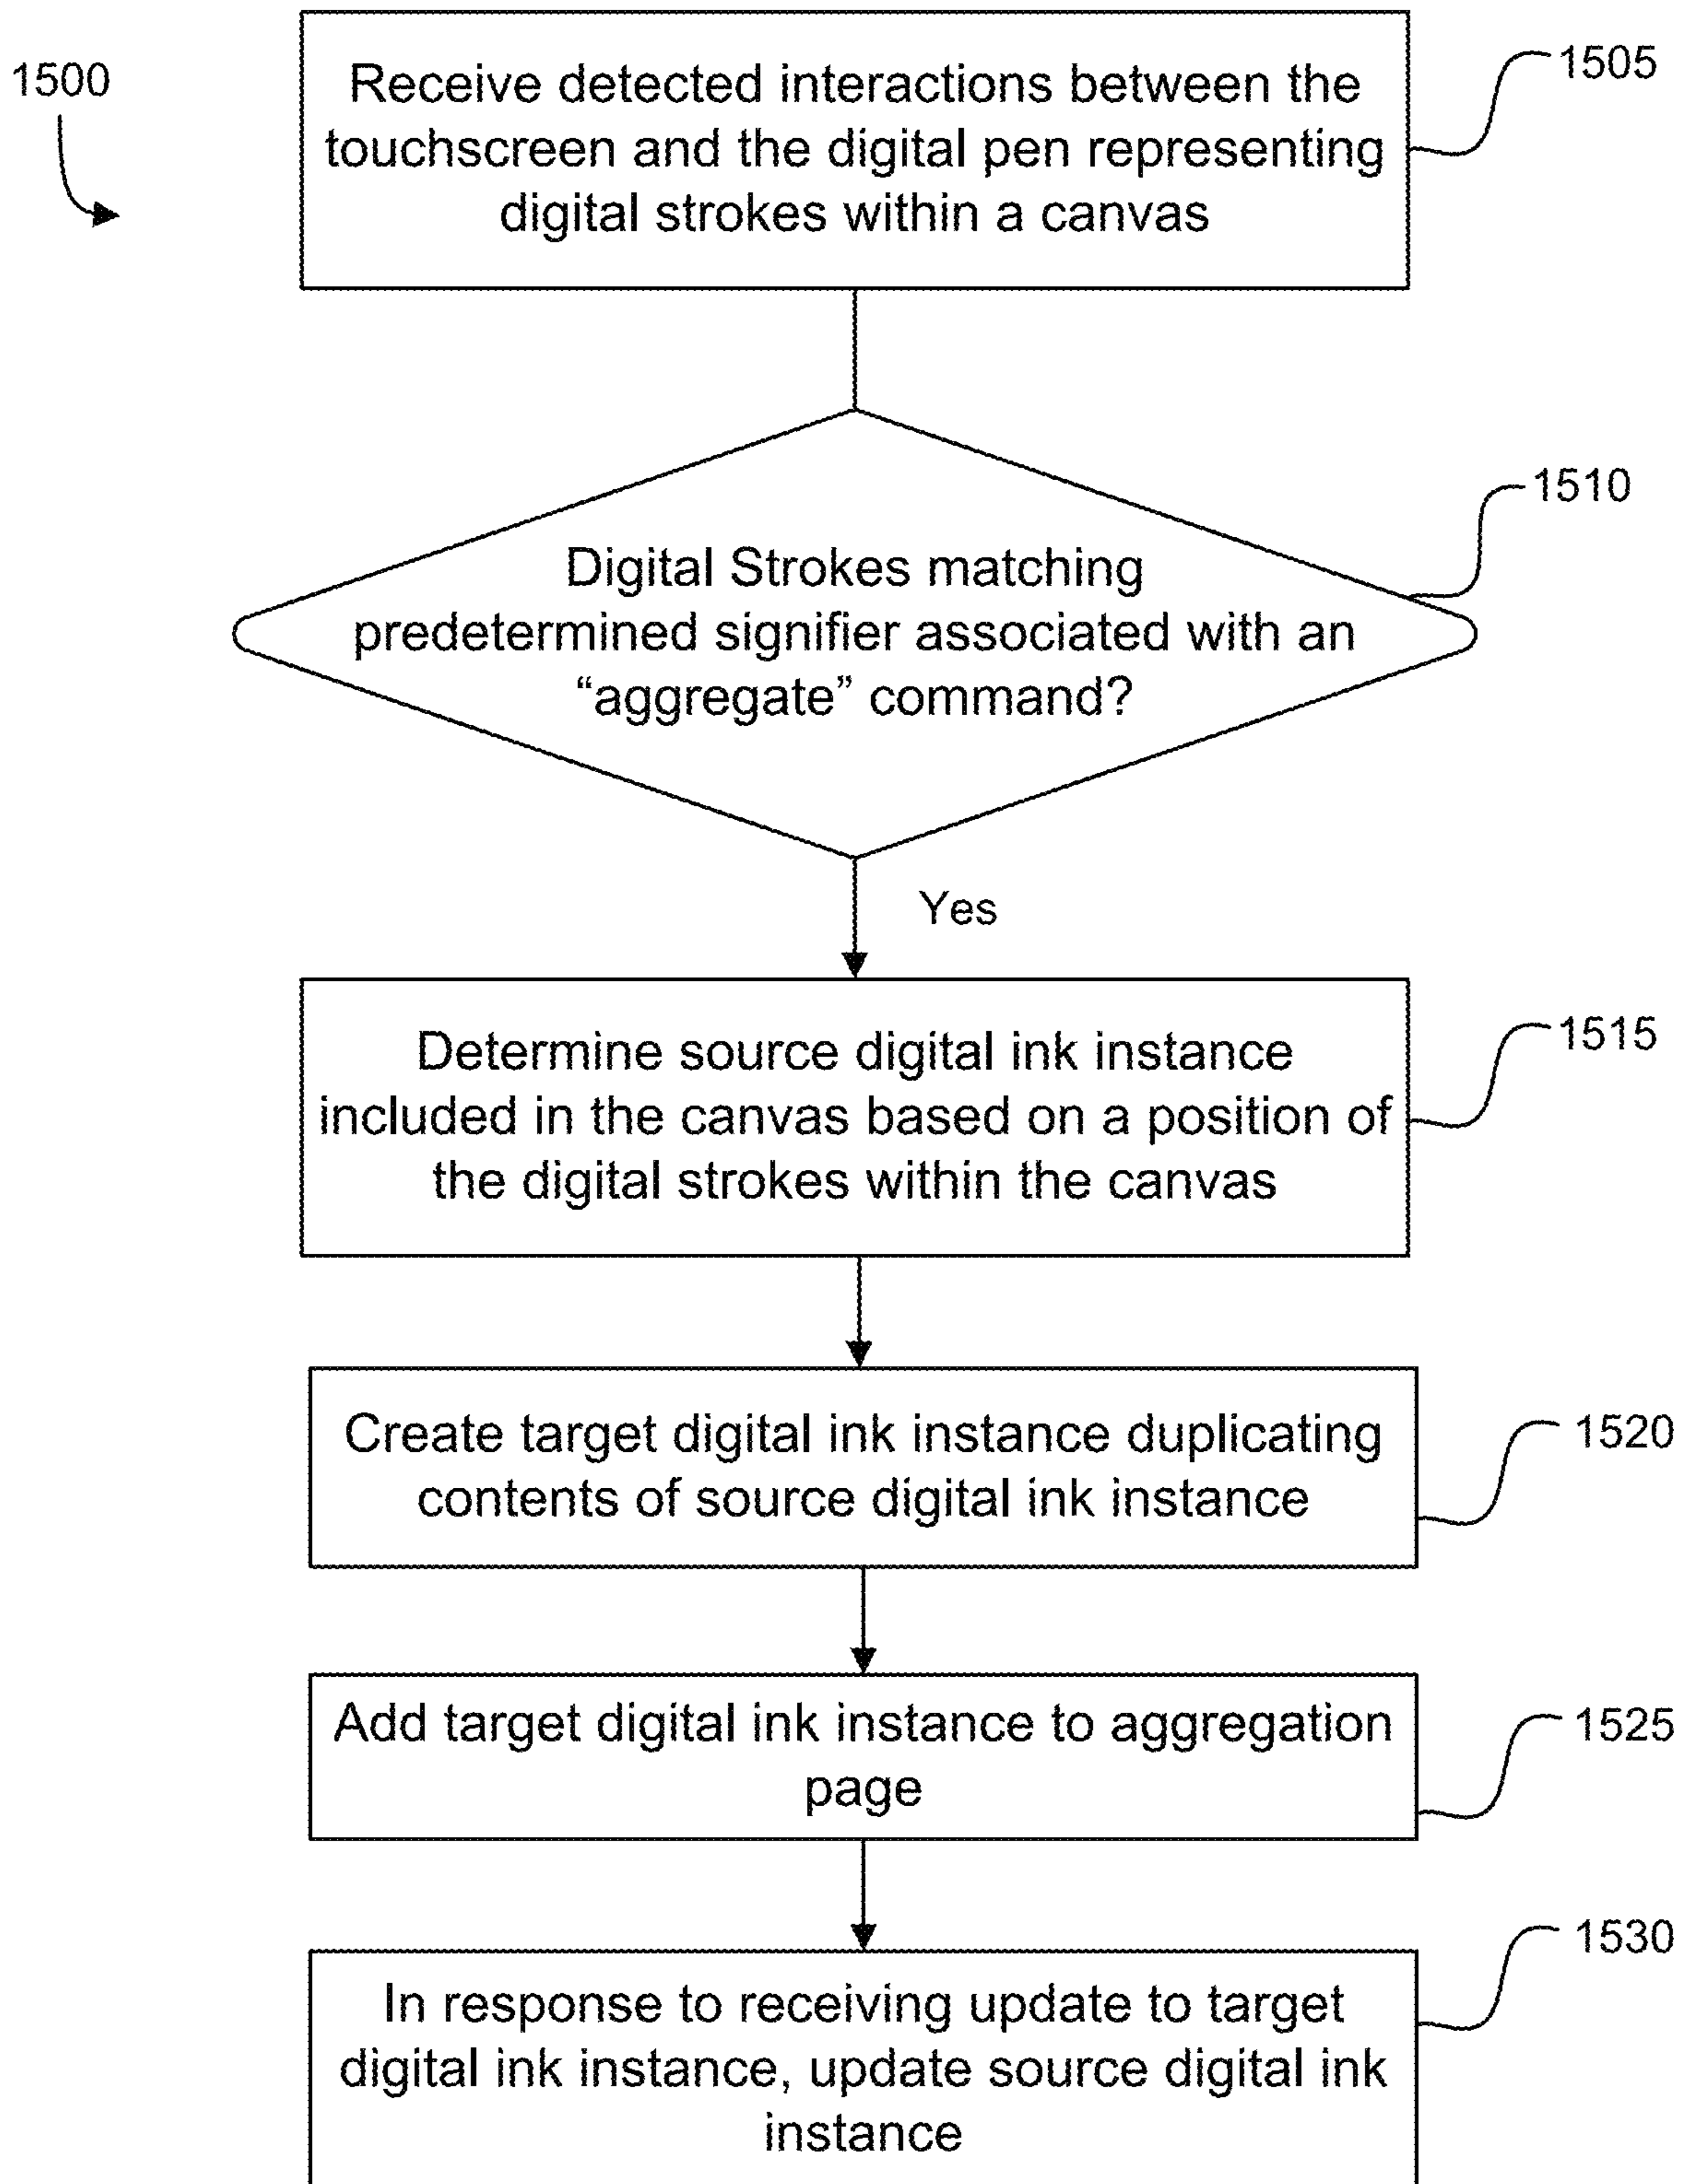 1500
Receive detected interactions between the
touchscreen and the digital pen representing
digital strokes within a canvas
1505
Digital Strokes matching
predetermined signifier associated with an
“aggregate” command?
1510
Yes
Determine source digital ink instance
included in the canvas based on a position of
the digital strokes within the canvas
1515
Create target digital ink instance duplicating
contents of source digital ink instance
1520
Add target digital ink instance to aggregation
page
1525
In response to receiving update to target
digital ink instance, update source digital ink
instance
1530